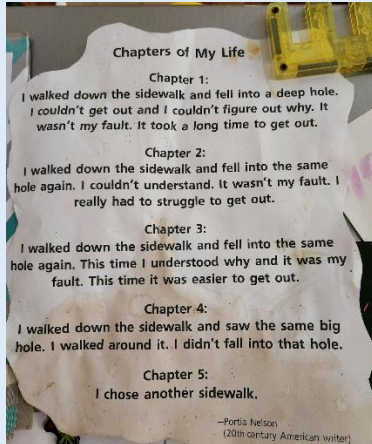 Chapters of My Life
Chapter 1:
I walked down the sidewalk and fell into a deep hole.
I couldn't get out and I couldn't figure out why. It
wasn't my fault. It took a long time to get out.
Chapter 2:
I walked down the sidewalk and fell into the same
hole again. I couldn't understand. It wasn't my fault. I
really had to struggle to get out.
Chapter 3:
I walked down the sidewalk and fell into the same
hole again. This time I understood why and it was my
fault. This time it was easier to get out.
Chapter 4:
I walked down the sidewalk and saw the same big
hole. I walked around it. I didn't fall into that hole.
Chapter 5:
I chose another sidewalk.
—Portia Nelson
(20th century American writer)